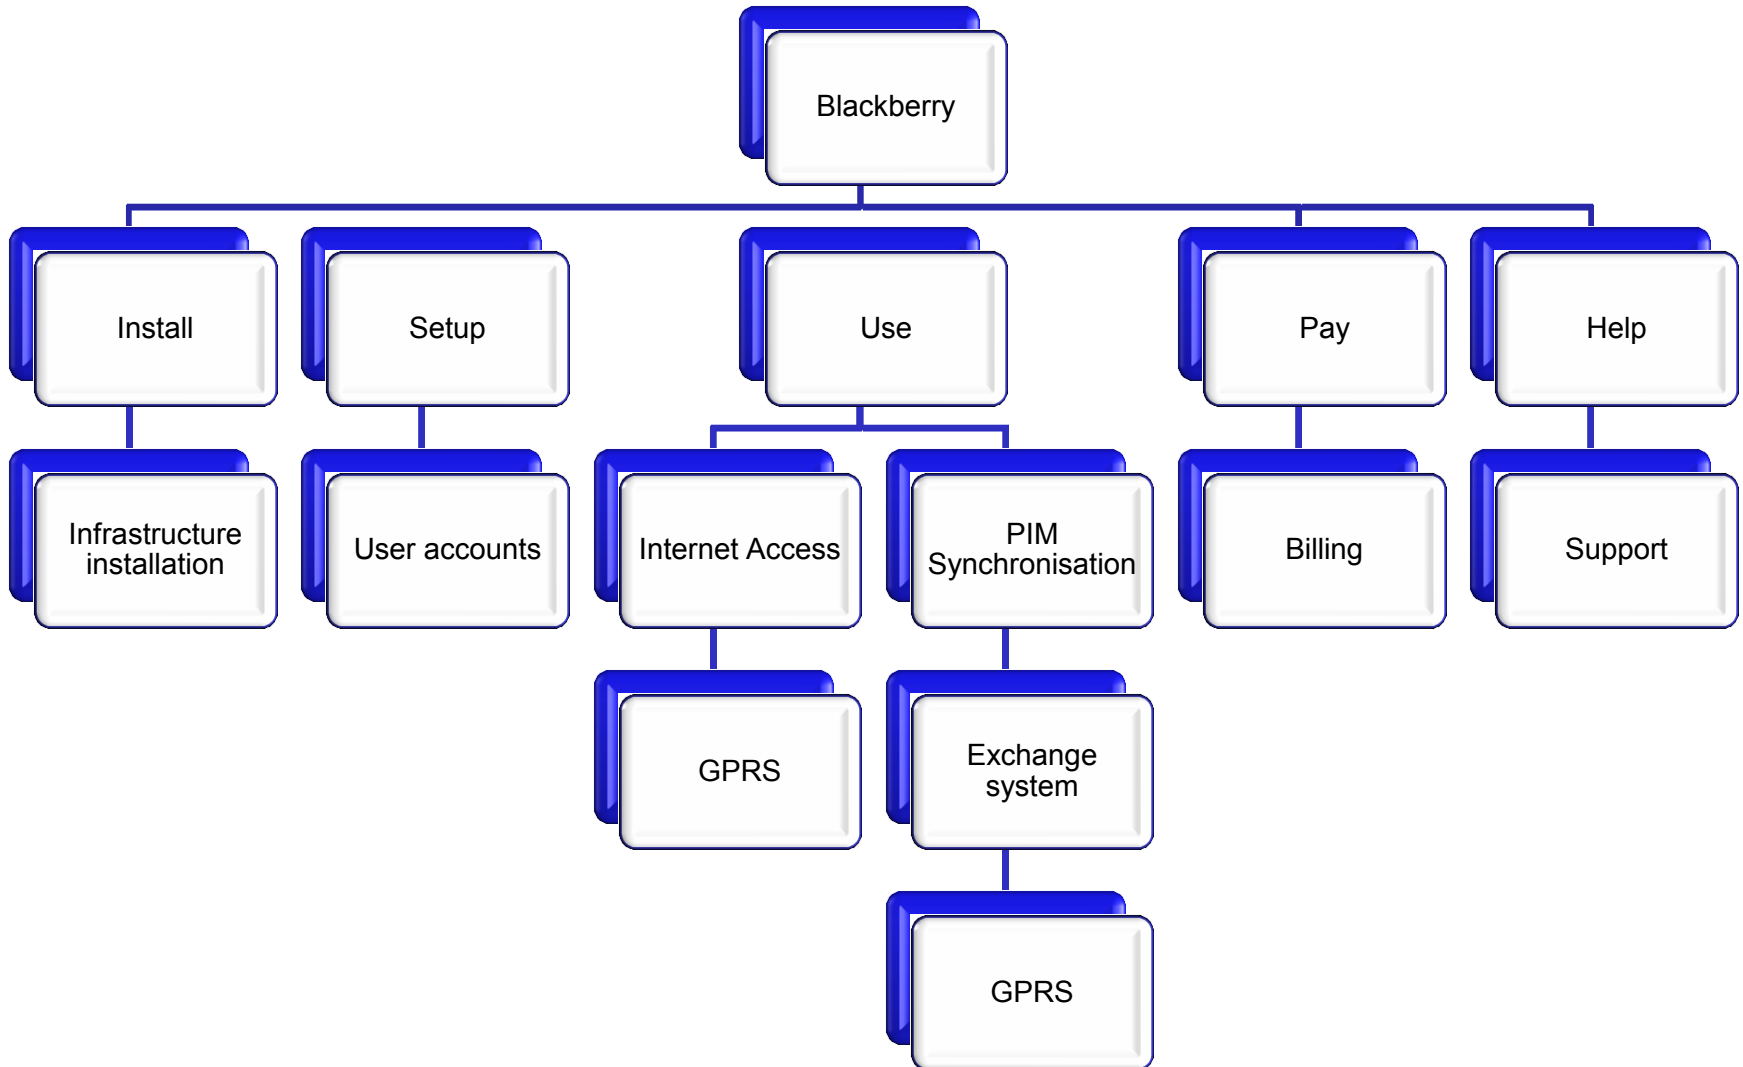 Blackberry
Install
Setup
Use
Pay
Help
Infrastructure
installation
User accounts
Internet Access
PIM
Synchronisation
Billing
Support
GPRS
Exchange
system
GPRS